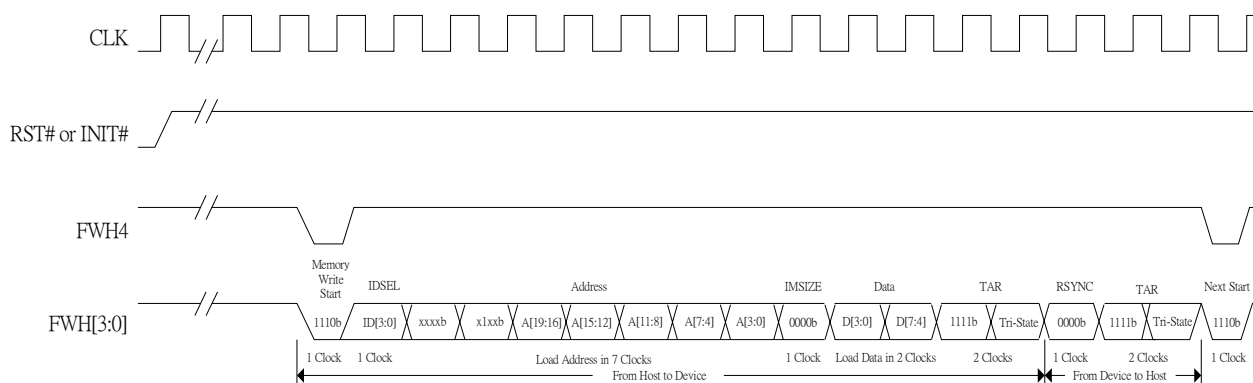 CLK
RST# or INIT#
FWH4
Memory
Write
Start
IDSEL
Address
IMSIZE
Data
TAR
RSYNC
TAR
Next Start
FWH[3:0]
1110b
ID[3:0]
xxxxb
x1xxb
A[19:16]
A[15:12]
A[11:8]
A[7:4]
A[3:0]
0000b
D[3:0]
D[7:4]
1111b
Tri-State
0000b
1111b
Tri-State
1110b
1 Clock
1 Clock
Load Address in 7 Clocks
1 Clock
Load Data in 2 Clocks
2 Clocks
1 Clock
2 Clocks
1 Clock
From Host to Device
From Device to Host